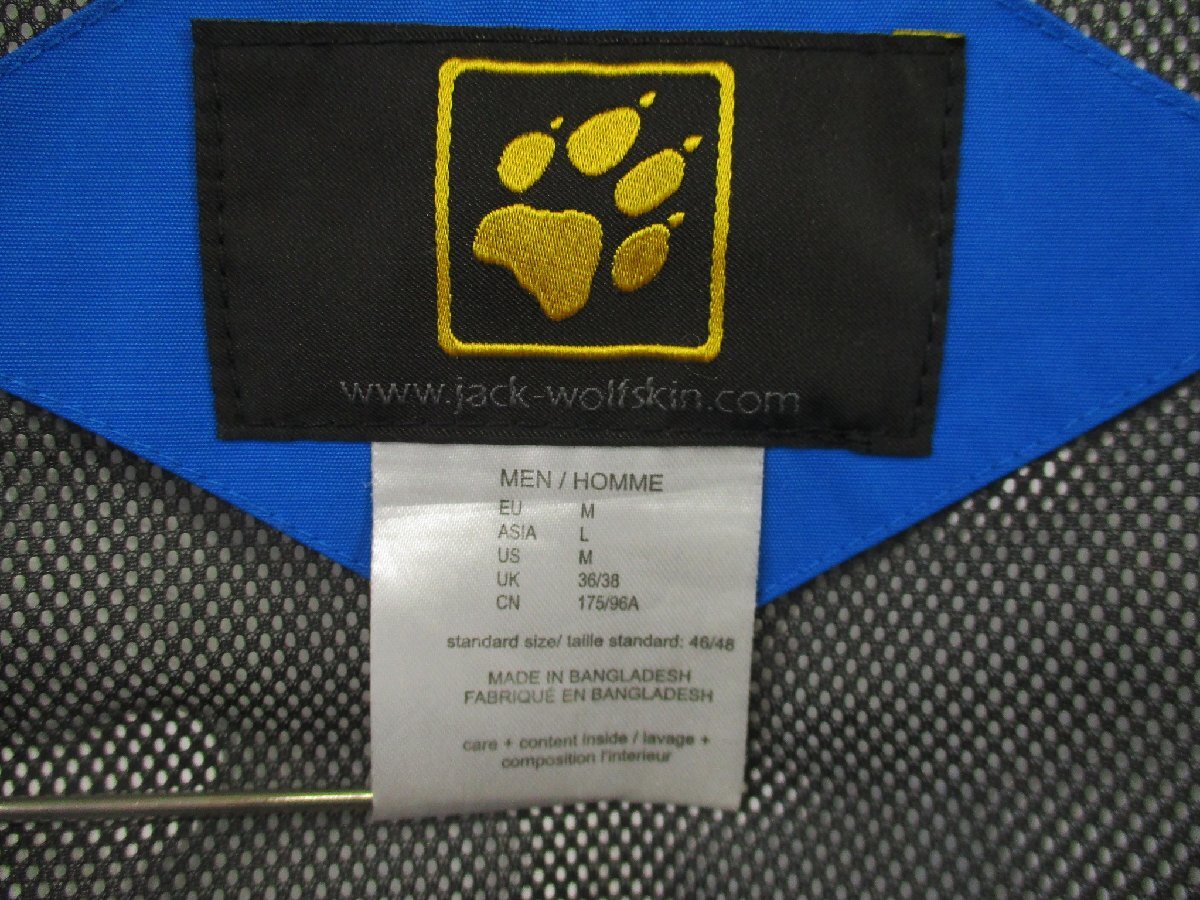 www.jack-wolfskin.com
MEN / HOMME
EU M
ASIA L
US M
UK 36/38
CN 175/96A
standard size/ taille standard: 46/48
MADE IN BANGLADESH
FABRIQUÉ EN BANGLADESH
care + content inside / lavage +
composition l'interieur